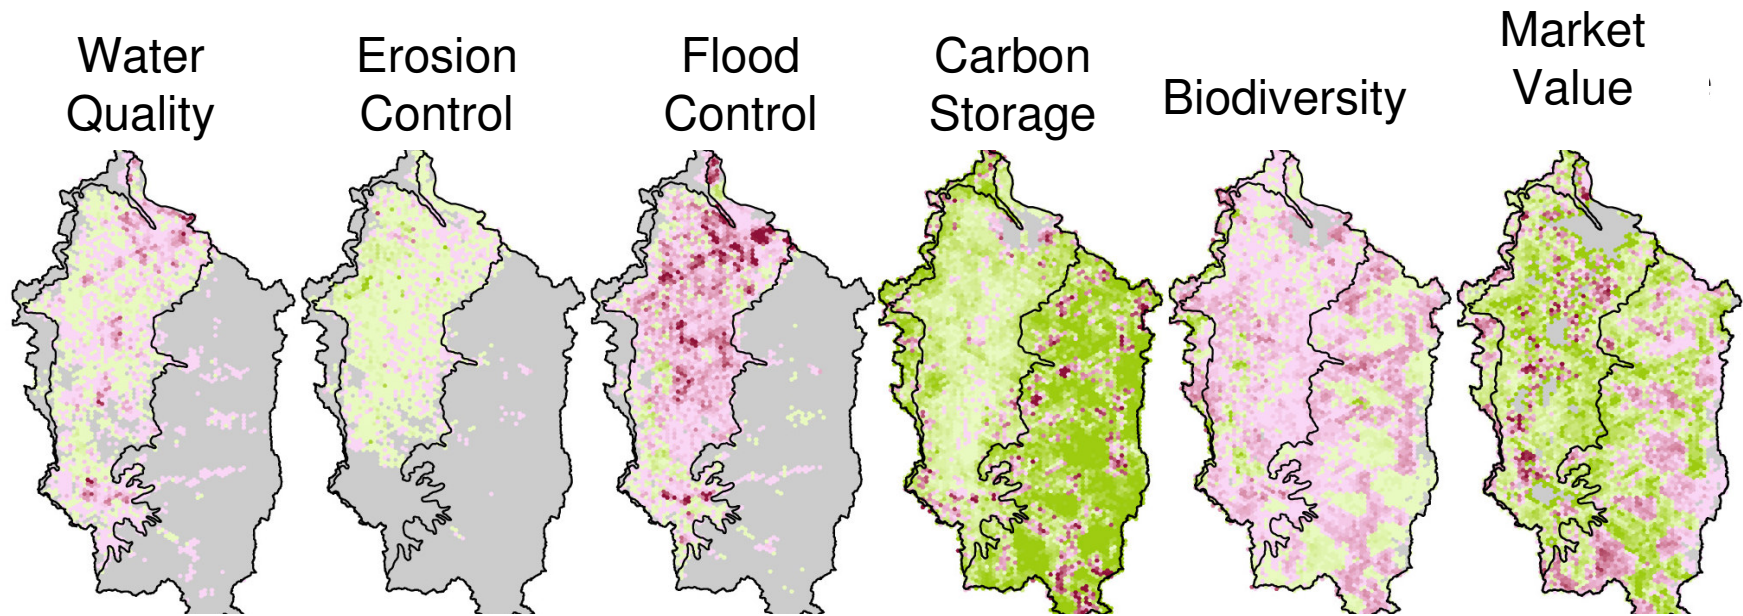 Water
Quality
Erosion
Control
Flood
Control
Carbon
Storage
Biodiversity
Market
Value